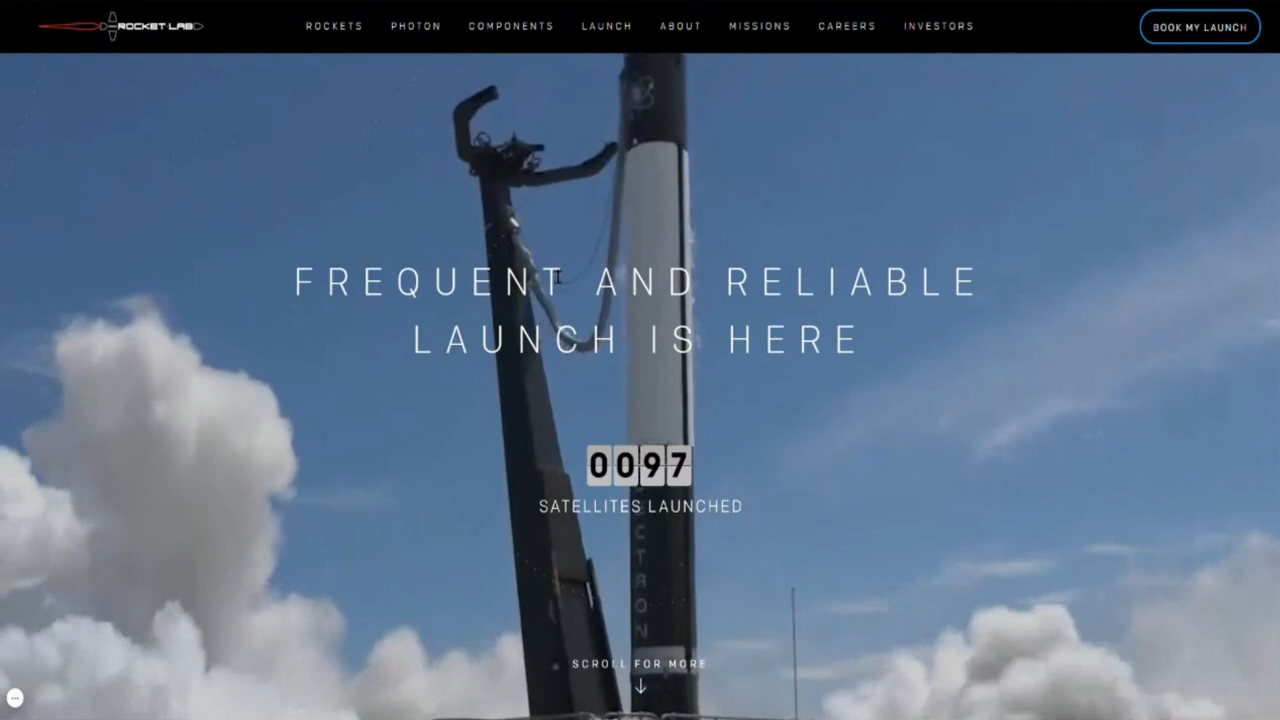 ROCKET LAB
ROCKETS PHOTON COMPONENTS LAUNCH ABOUT MISSIONS CAREERS INVESTORS
BOOK MY LAUNCH
FREQUENT AND RELIABLE
LAUNCH IS HERE
0097
SATELLITES LAUNCHED
CTRON
SCROLL FOR MORE